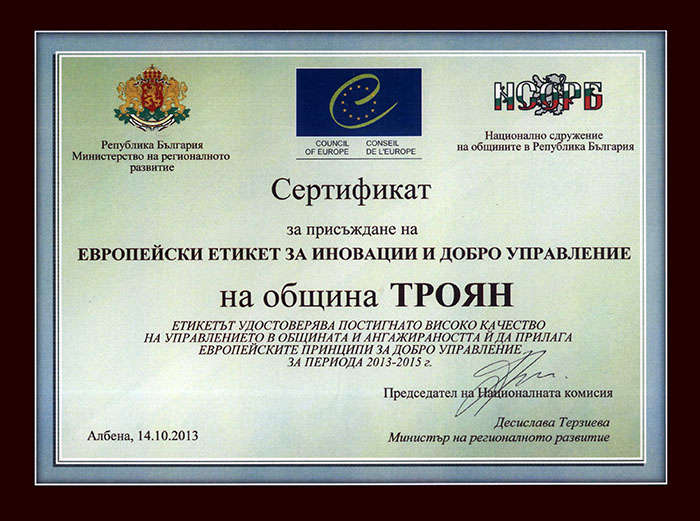 Република България
Министерство на регионалното
развитие
COUNCIL OF EUROPE
CONSEIL DE L'EUROPE
НСОРБ
Национално сдружение
на общините в Република България
Сертификат
за присъждане на
ЕВРОПЕЙСКИ ЕТИКЕТ ЗА ИНОВАЦИИ И ДОБРО УПРАВЛЕНИЕ
на община ТРОЯН
ЕТИКЕТЪТ УДОСТОВЕРЯВА ПОСТИГНАТО ВИСОКО КАЧЕСТВО
НА УПРАВЛЕНИЕТО В ОБЩИНАТА И АНГАЖИРАНОСТТА Й ДА ПРИЛАГА
ЕВРОПЕЙСКИТЕ ПРИНЦИПИ ЗА ДОБРО УПРАВЛЕНИЕ
ЗА ПЕРИОДА 2013-2015 г.
Председател на Националната комисия
Десислава Терзиева
Министър на регионалното развитие
Албена, 14.10.2013